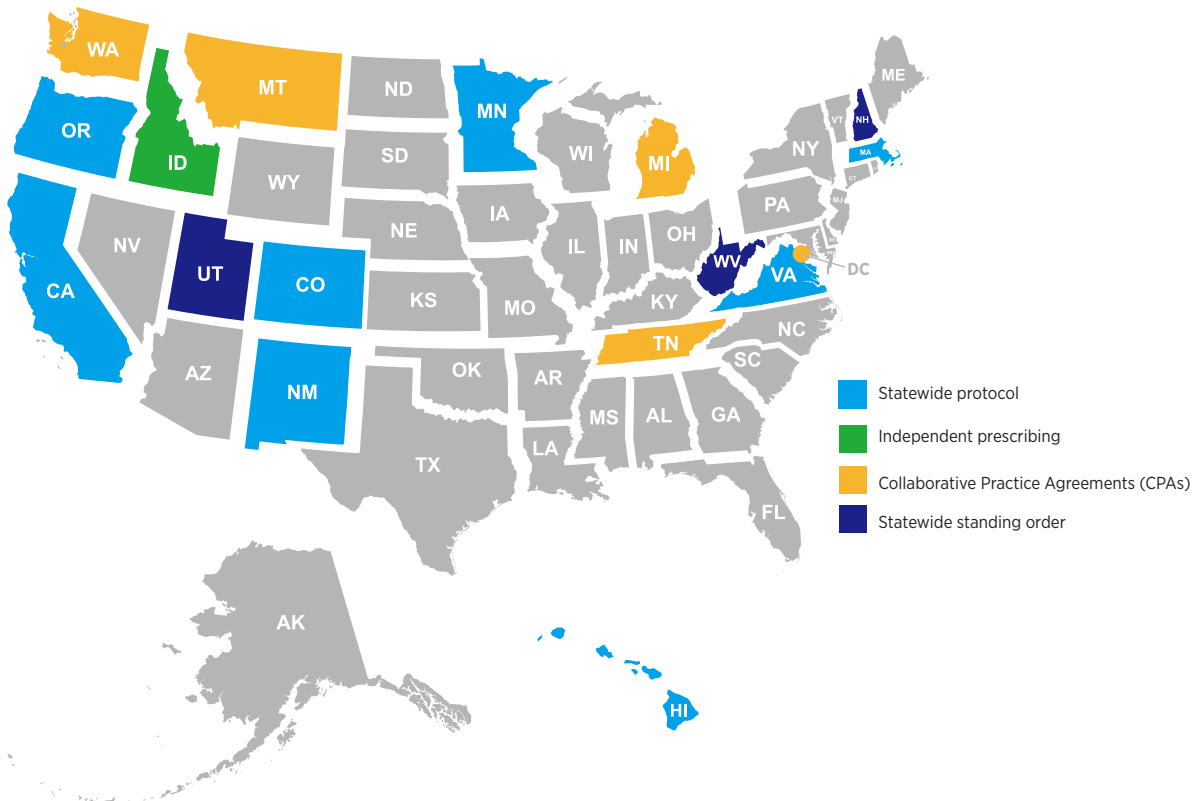 WA
MT
ND
MN
ME
OR
ID
SD
WI
MI
NY
VT
NH
MA
CT
WY
NV
UT
CO
CA
NE
IA
IL
IN
OH
PA
MJ
WV
VA
DC
KS
MO
KY
TN
NC
SC
AZ
NM
OK
AR
MS
AL
GA
TX
LA
FL
AK
HI
Statewide protocol
Independent prescribing
Collaborative Practice Agreements (CPAs)
Statewide standing order